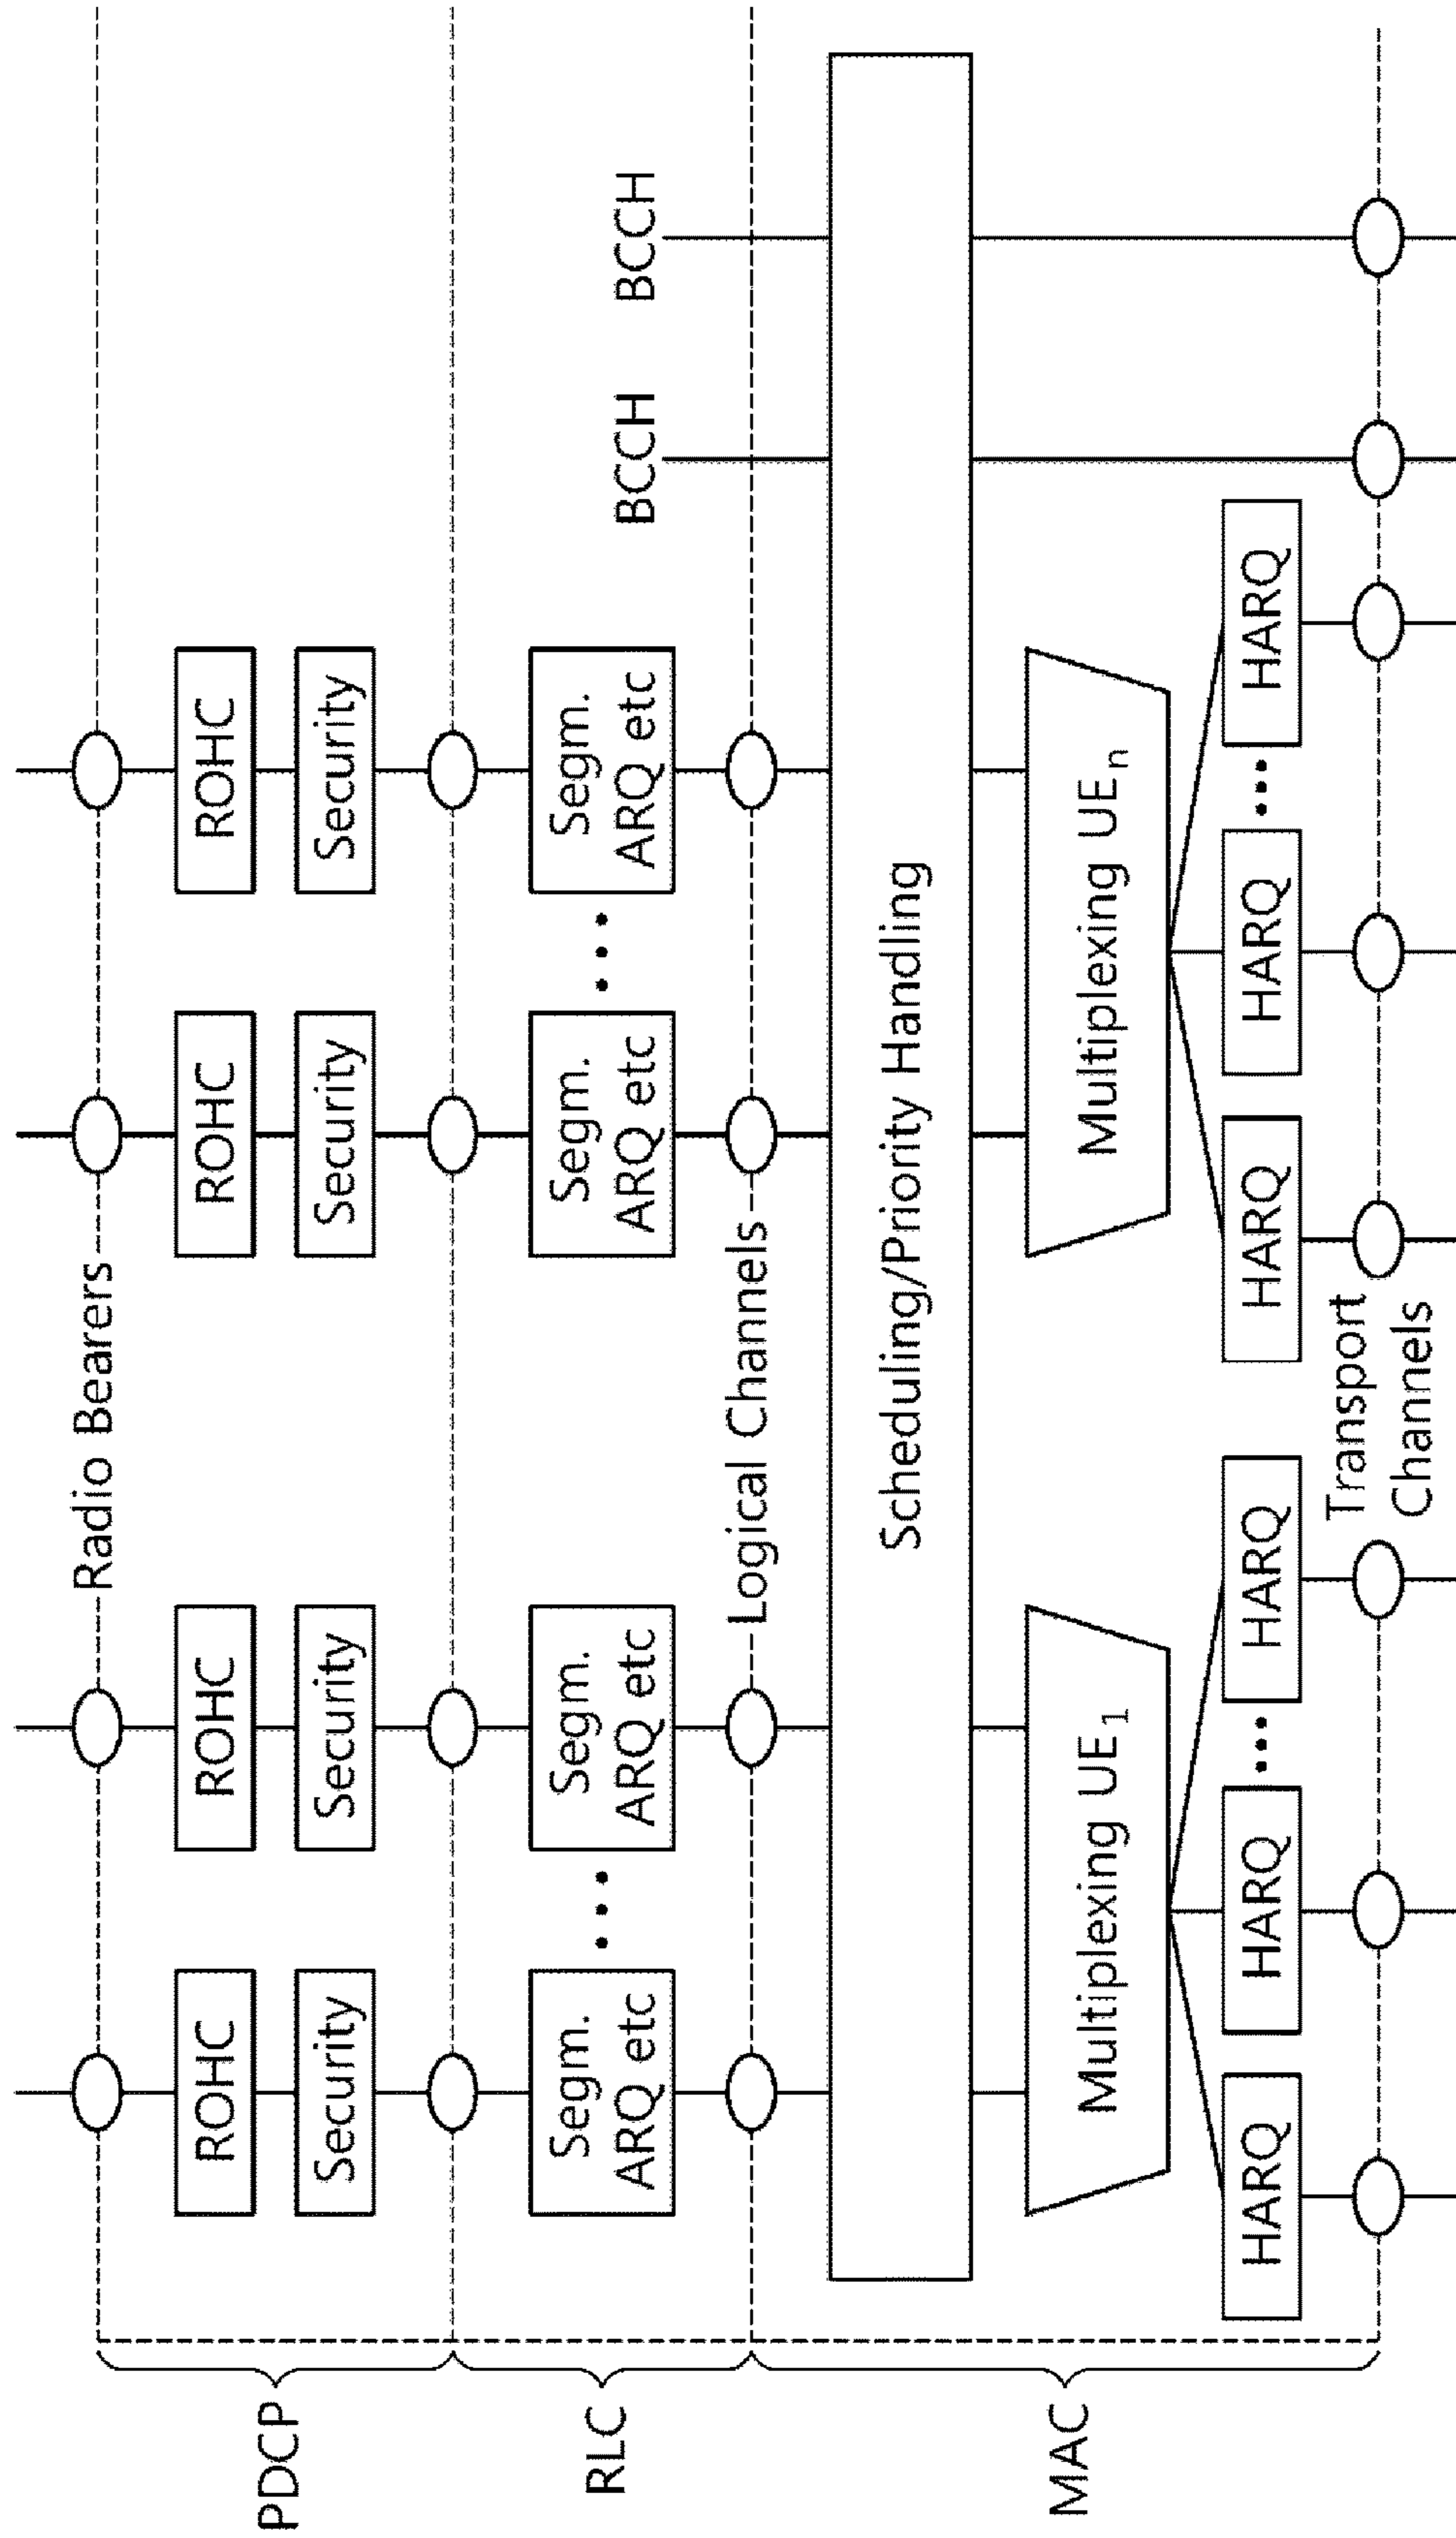 Radio Bearers
PDCP
ROHC
ROHC
ROHC
ROHC
Security
Security
Security
Security
RLC
Segm.
ARQ etc
Segm.
ARQ etc
Segm.
ARQ etc
Segm.
ARQ etc
BCCH
BCCH
Logical Channels
Scheduling/Priority Handling
MAC
Multiplexing UE1
Multiplexing UEn
HARQ
HARQ
HARQ
HARQ
HARQ
HARQ
Transport
Channels